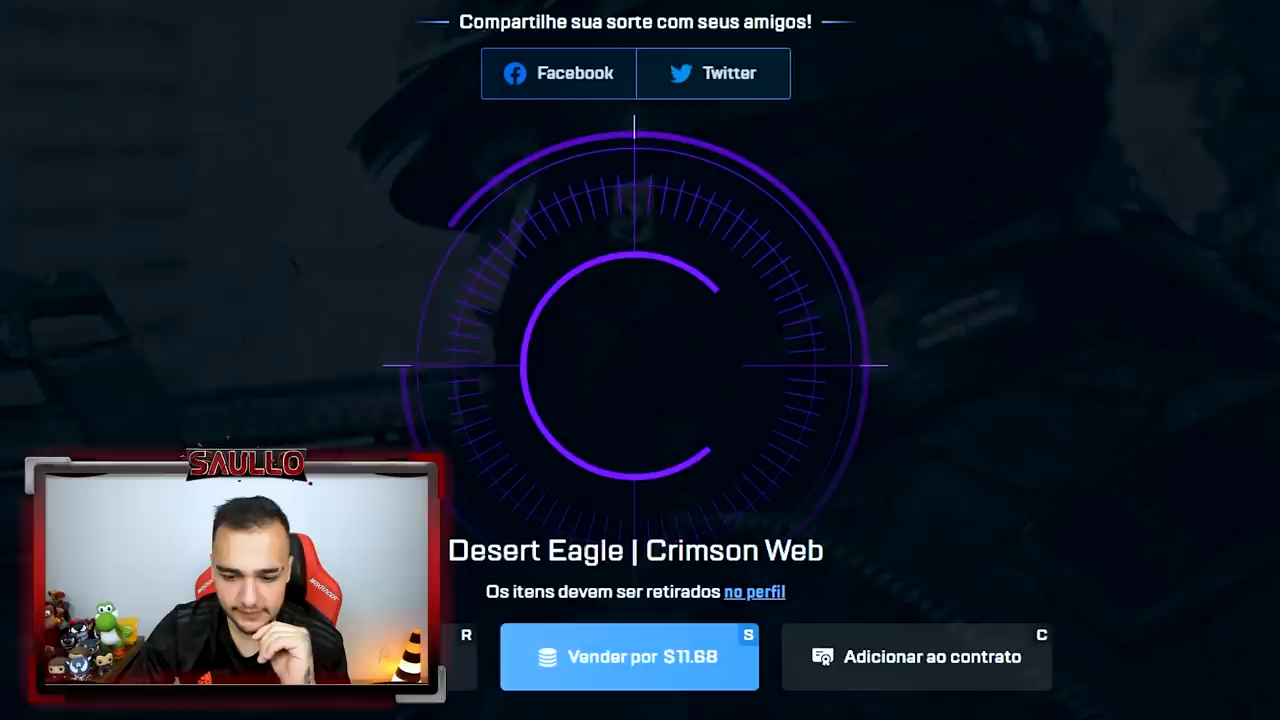 Compartilhe sua sorte com seus amigos!
Facebook
Twitter
SAULLO
Desert Eagle | Crimson Web
Os itens devem ser retirados no perfil
R
Vender por $11.68
S
Adicionar ao contrato
C